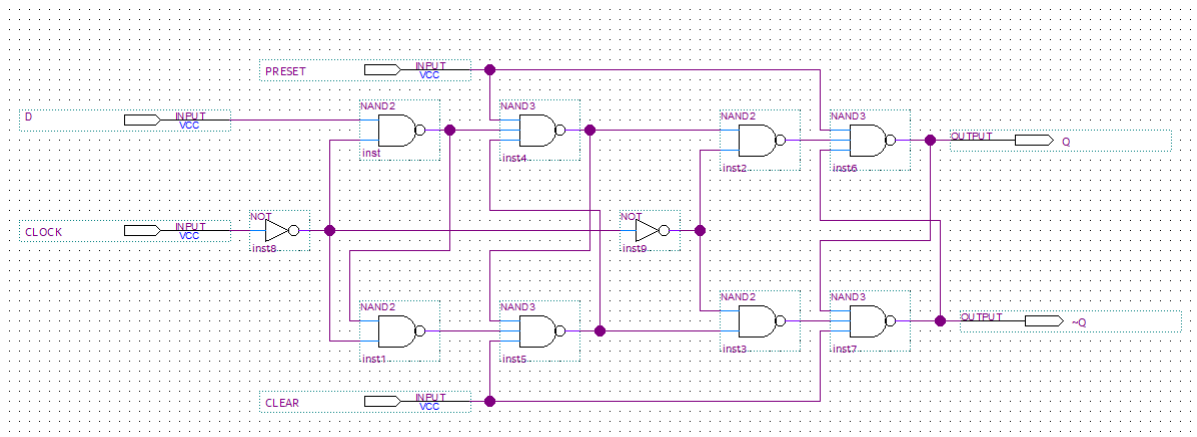 PRESET
INPUT
VCC
D
INPUT
VCC
NAND2
inst
NAND3
inst4
NAND2
inst2
NAND3
inst6
OUTPUT
Q
CLOCK
INPUT
VCC
NOT
inst8
NOT
inst9
NAND2
inst1
NAND3
inst5
NAND2
inst3
NAND3
inst7
OUTPUT
~Q
CLEAR
INPUT
VCC